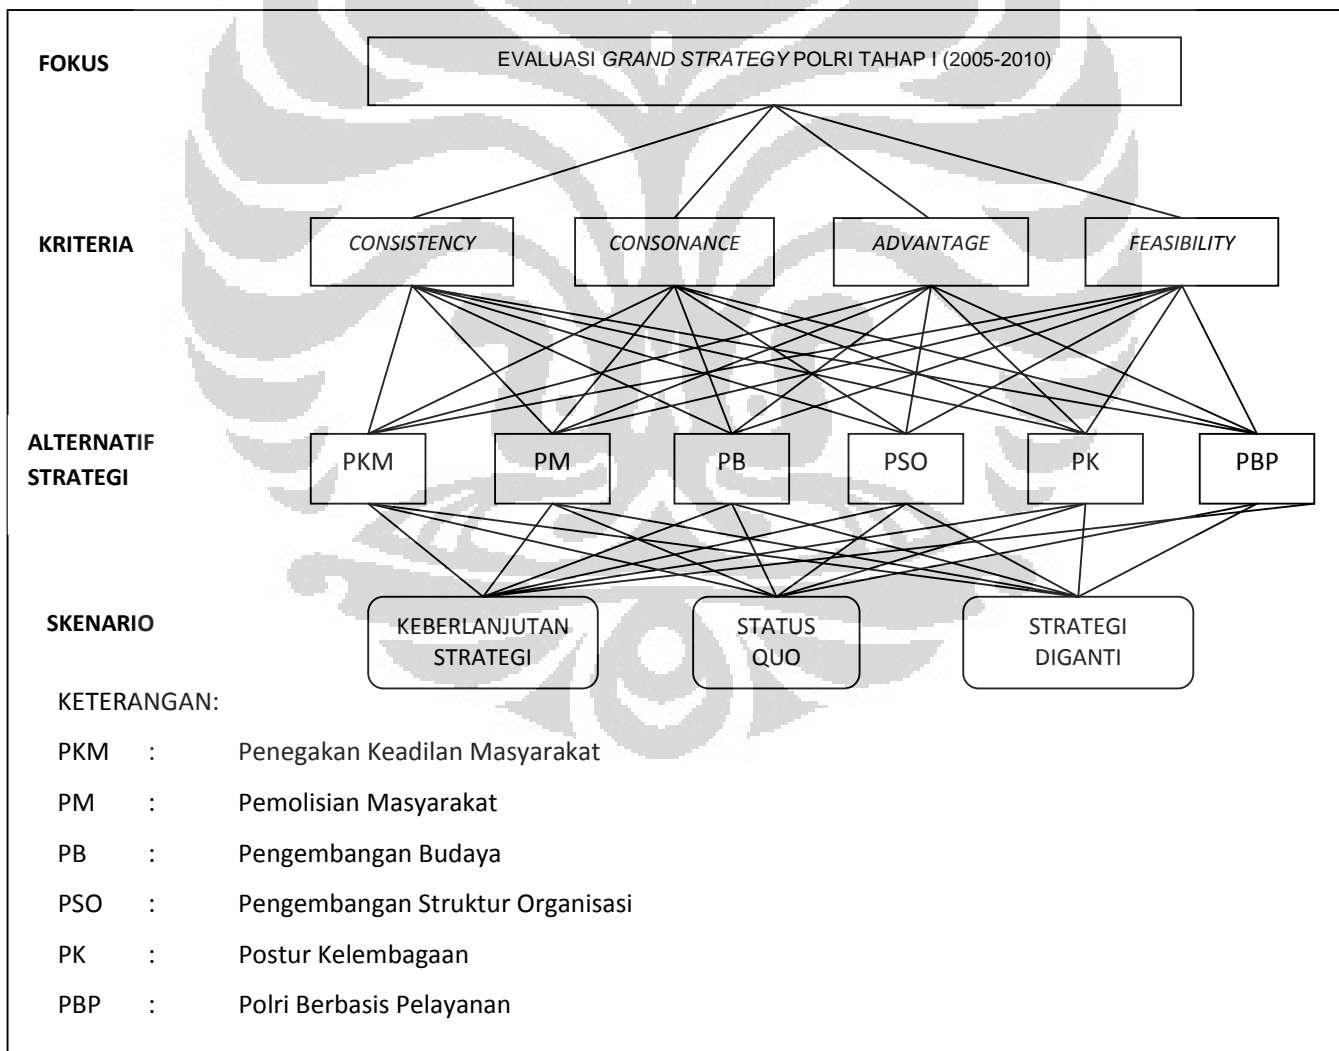 FOKUS
EVALUASI GRAND STRATEGY POLRI TAHAP I (2005-2010)
KRITERIA
CONSISTENCY
CONSONANCE
ADVANTAGE
FEASIBILITY
ALTERNATIF
STRATEGI
PKM
PM
PB
PSO
PK
PBP
SKENARIO
KEBERLANJUTAN
STRATEGI
STATUS
QUO
STRATEGI
DIGANTI
KETERANGAN:
PKM : Penegakan Keadilan Masyarakat
PM : Pemolisian Masyarakat
PB : Pengembangan Budaya
PSO : Pengembangan Struktur Organisasi
PK : Postur Kelembagaan
PBP : Polri Berbasis Pelayanan